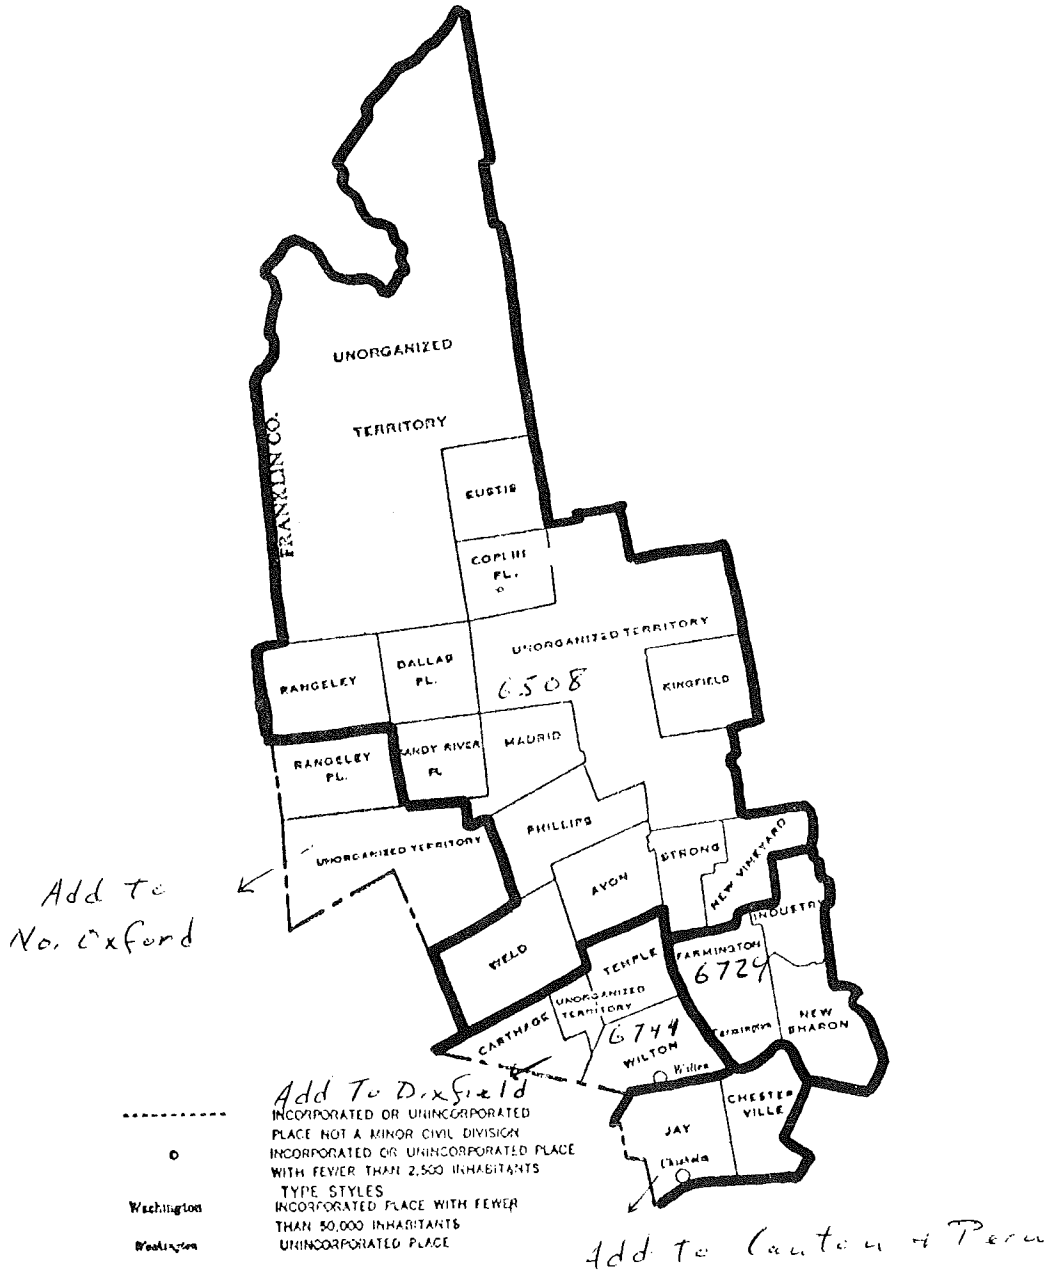 UNORGANIZED
TERRITORY
FRANKLIN CO.
EUSTIS
COPLIN
PL.
UNORGANIZED TERRITORY
6508
KINGFIELD
RANGELEY
DALLAS
PL.
RANGELEY
PL.
SANDY RIVER
PL
MADRID
PHILLIPS
UNORGANIZED TERRITORY
STRONG
NEW VINEYARD
AVON
Add To
No. Oxford
INDUSTRY
WELD
TEMPLE
FARMINGTON
6724
UNORGANIZED
TERRITORY
CARTHAGE
6744
WILTON
Wilton
Farmington
NEW
SHARON
Add To Dixfield
CHESTER
VILLE
JAY
Chisholm
INCORPORATED OR UNINCORPORATED
PLACE NOT A MINOR CIVIL DIVISION
INCORPORATED OR UNINCORPORATED PLACE
WITH FEWER THAN 2,500 INHABITANTS
TYPE STYLES
Washington INCORPORATED PLACE WITH FEWER
THAN 50,000 INHABITANTS
Washington UNINCORPORATED PLACE
Add to Canton + Peru